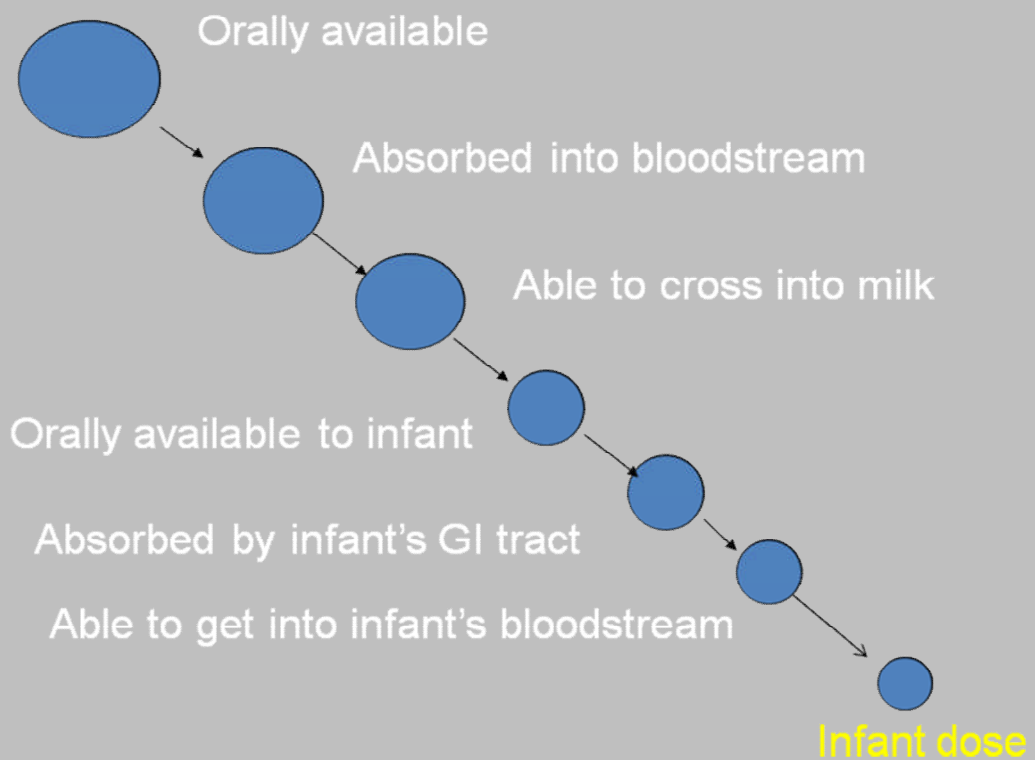 Orally available
Absorbed into bloodstream
Able to cross into milk
Orally available to infant
Absorbed by infant’s GI tract
Able to get into infant’s bloodstream
Infant dose